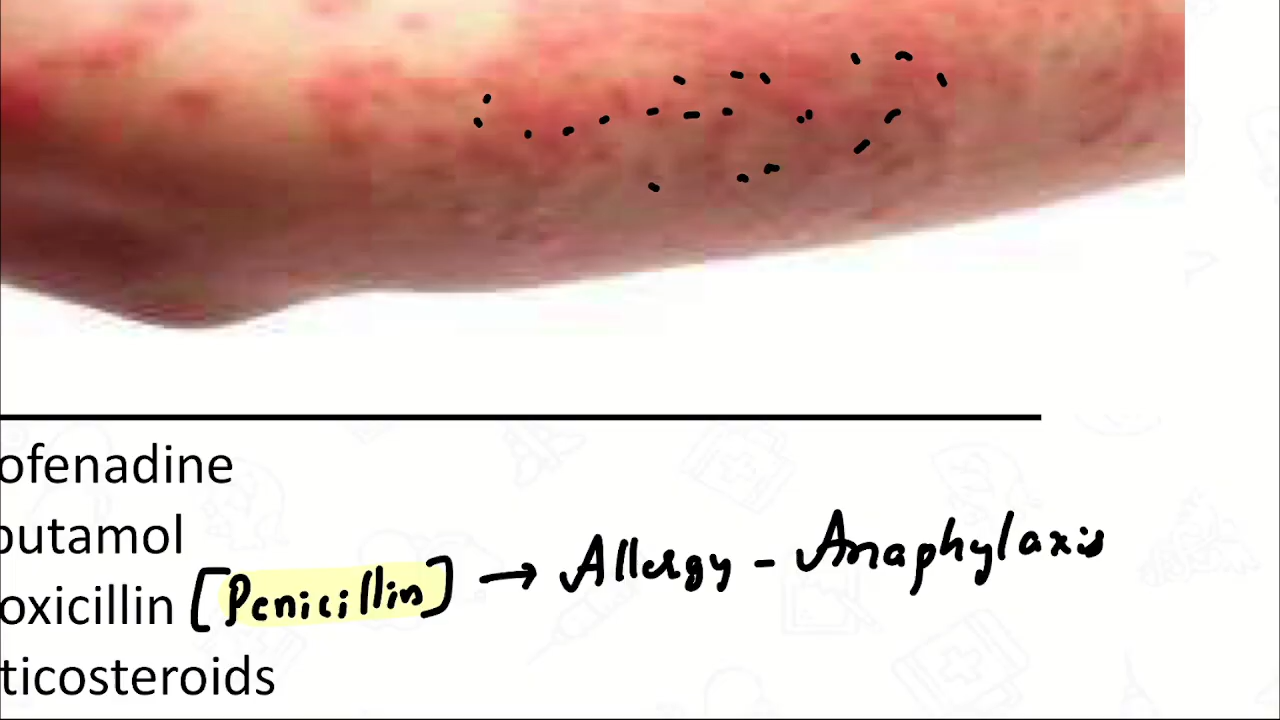 ofenadine
butamol
oxicillin [Penicillin] → Allergy - Anaphylaxis
ticosteroids